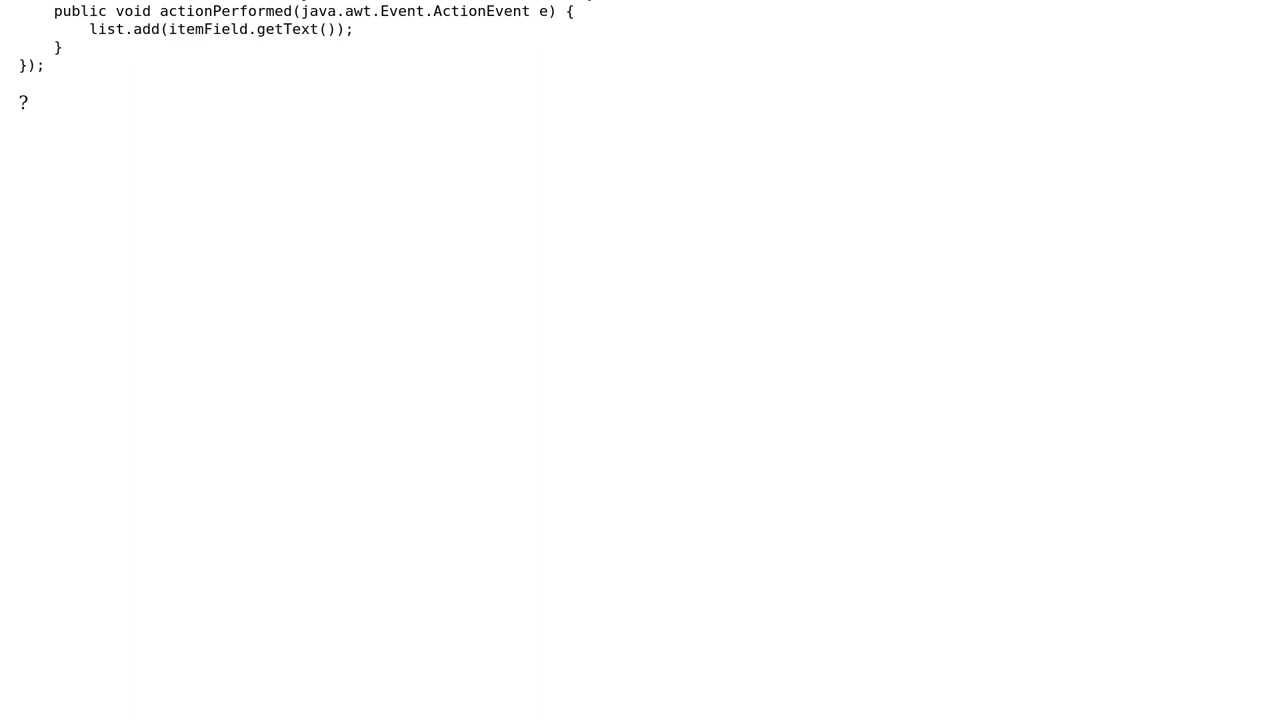 public void actionPerformed(java.awt.Event.ActionEvent e) {
list.add(itemField.getText());
}
});
?